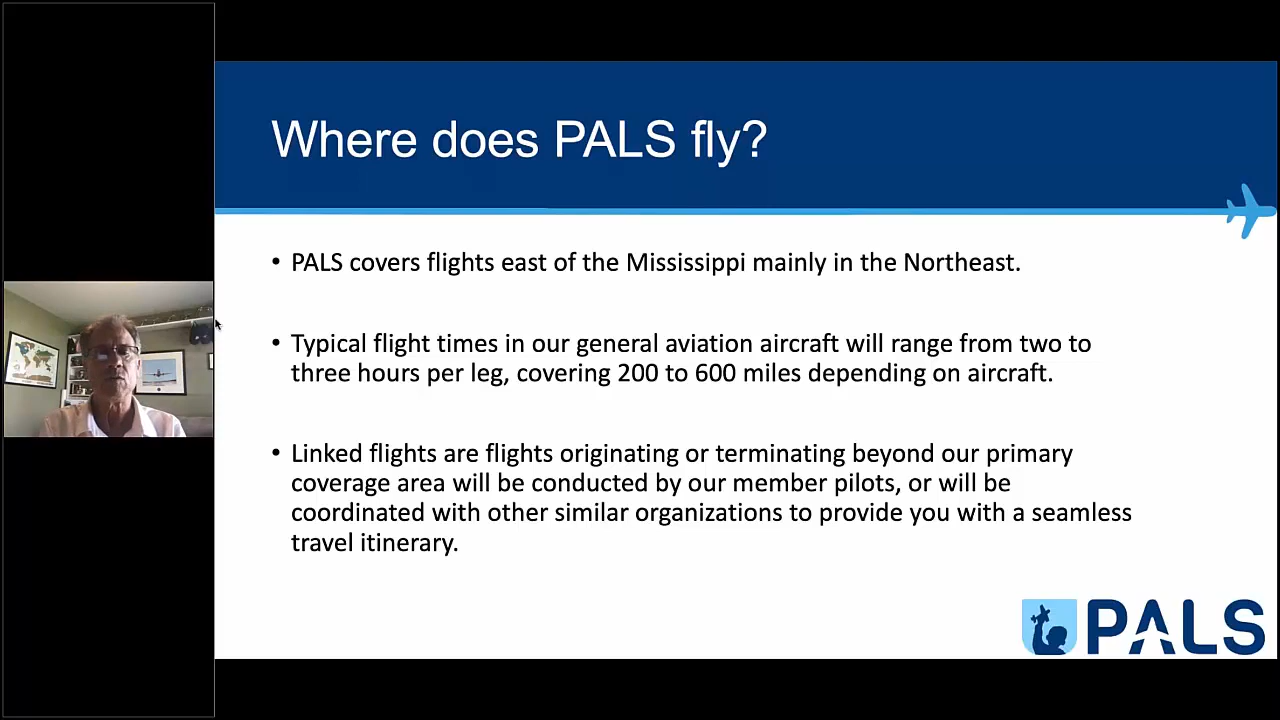 Where does PALS fly?
• PALS covers flights east of the Mississippi mainly in the Northeast.
• Typical flight times in our general aviation aircraft will range from two to
three hours per leg, covering 200 to 600 miles depending on aircraft.
• Linked flights are flights originating or terminating beyond our primary
coverage area will be conducted by our member pilots, or will be
coordinated with other similar organizations to provide you with a seamless
travel itinerary.
PALS